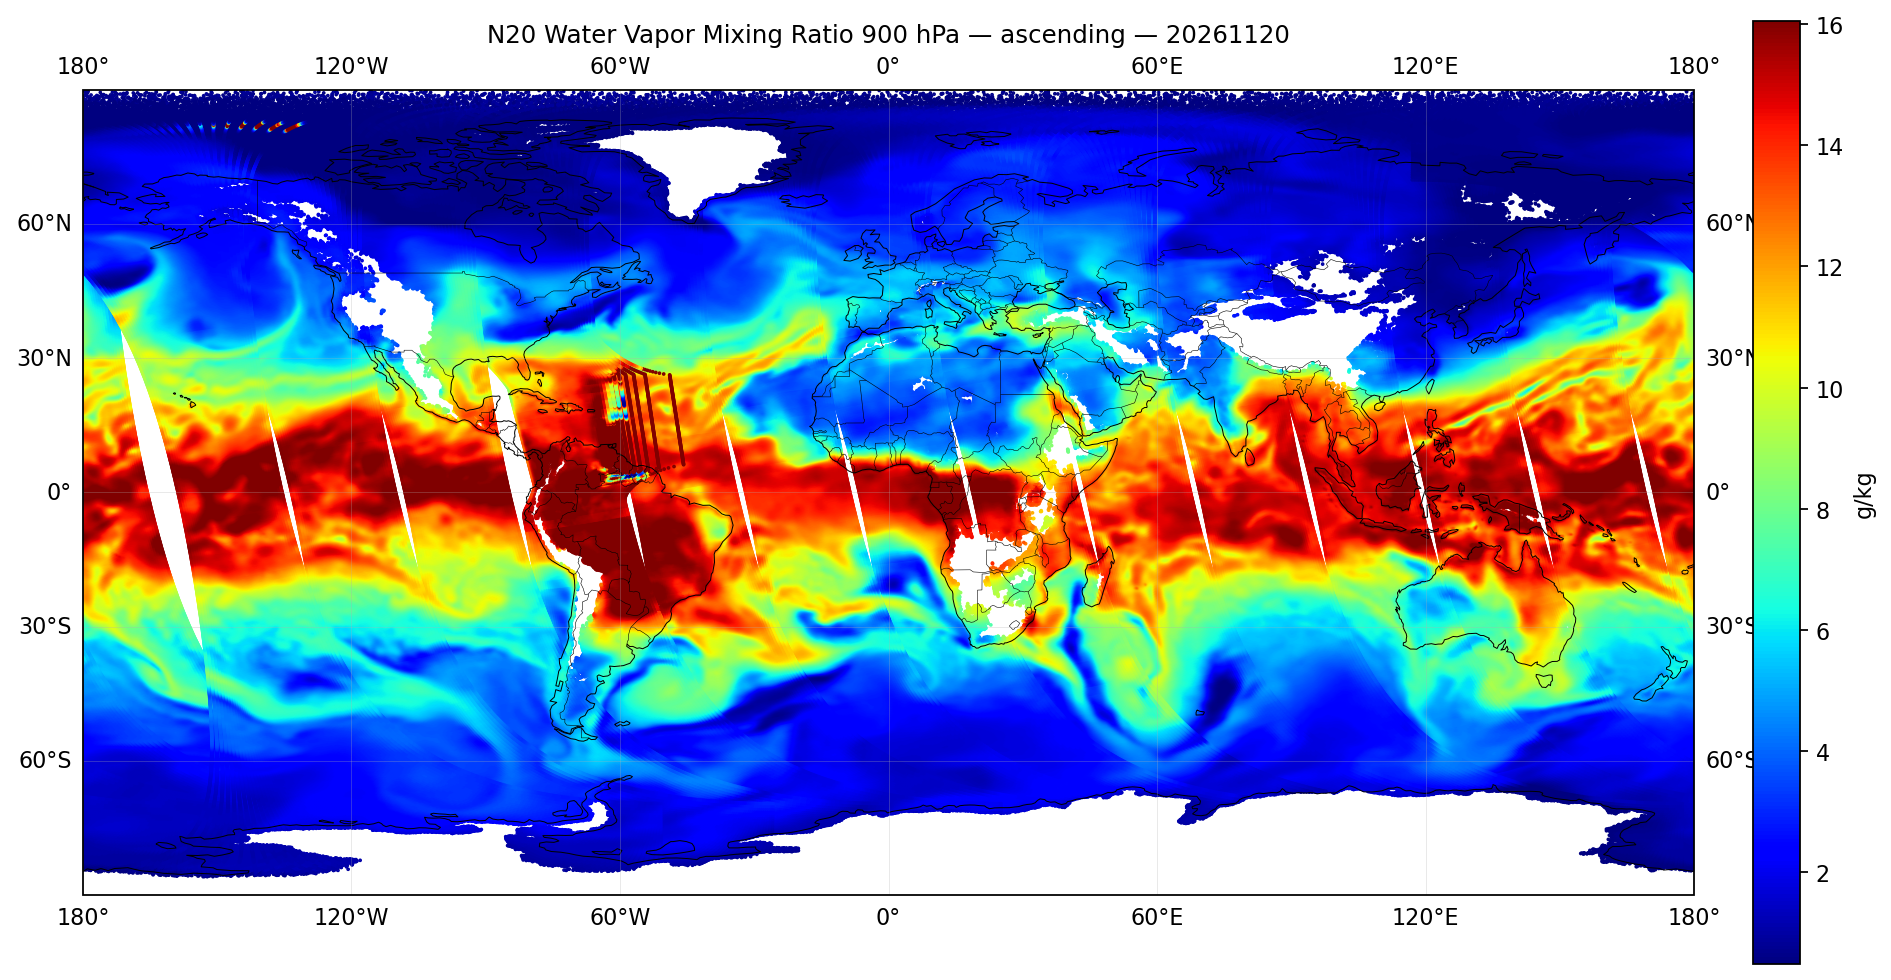 N20 Water Vapor Mixing Ratio 900 hPa — ascending — 20261120
180° 120°W 60°W 0° 60°E 120°E 180°
60°N 60°N
30°N 30°N
0° 0°
30°S 30°S
60°S 60°S
180° 120°W 60°W 0° 60°E 120°E 180°
16
14
12
10
8
6
4
2
g/kg